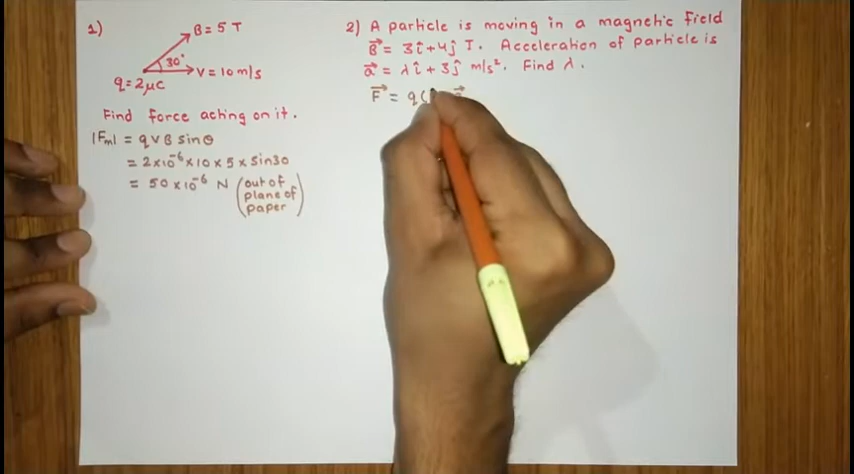 1)
B = 5 T
30°
V = 10 m/s
q = 2μc
Find force acting on it.
|Fm| = q v B sinθ
= 2×10⁻⁶ × 10 × 5 × sin30
= 50 × 10⁻⁶ N (out of
plane of
paper)
2) A particle is moving in a magnetic field
B⃗ = 3î + 4ĵ T. Acceleration of particle is
a⃗ = λî + 3ĵ m/s². Find λ.
F⃗ = q(